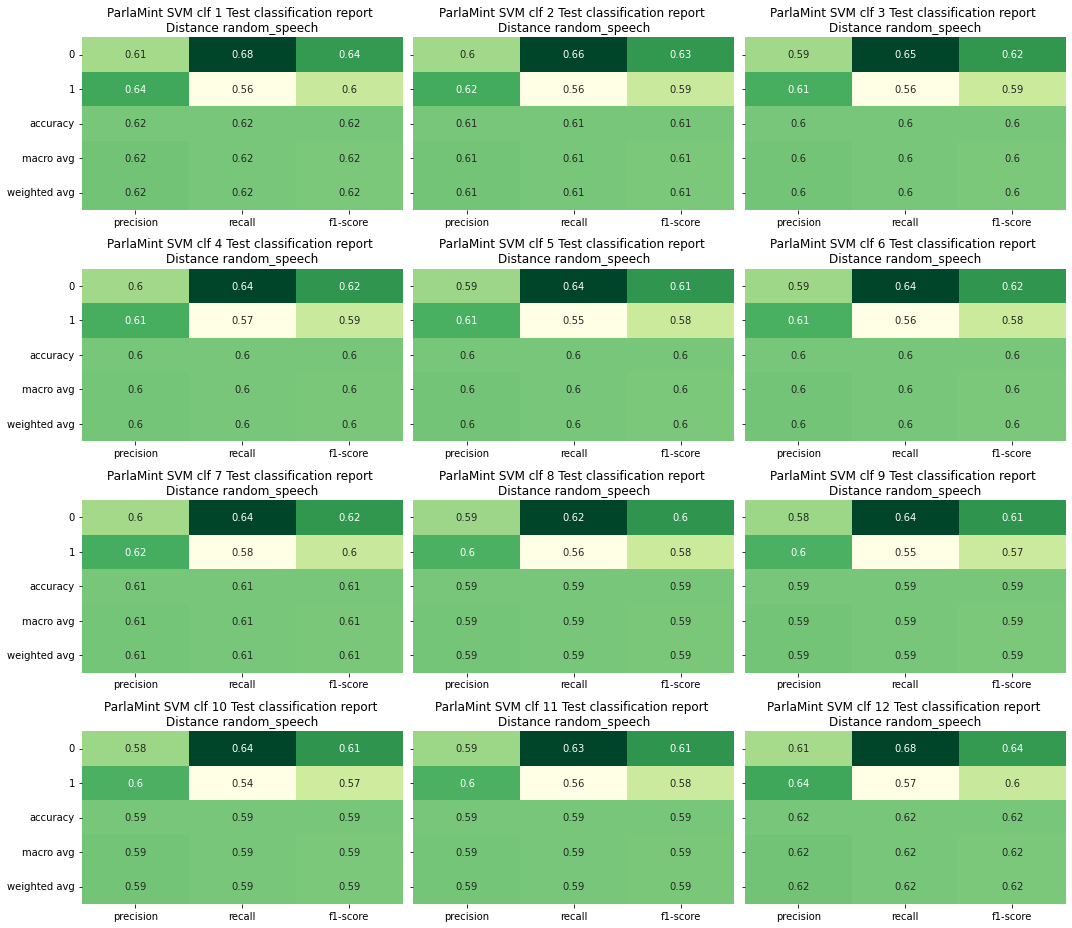 ParlaMint SVM clf 1 Test classification report
Distance random_speech
0 0.61 0.68 0.64
1 0.64 0.56 0.6
accuracy 0.62 0.62 0.62
macro avg 0.62 0.62 0.62
weighted avg 0.62 0.62 0.62
precision recall f1-score
ParlaMint SVM clf 2 Test classification report
Distance random_speech
0.6 0.66 0.63
0.62 0.56 0.59
0.61 0.61 0.61
0.61 0.61 0.61
0.61 0.61 0.61
precision recall f1-score
ParlaMint SVM clf 3 Test classification report
Distance random_speech
0.59 0.65 0.62
0.61 0.56 0.59
0.6 0.6 0.6
0.6 0.6 0.6
0.6 0.6 0.6
precision recall f1-score
ParlaMint SVM clf 4 Test classification report
Distance random_speech
0 0.6 0.64 0.62
1 0.61 0.57 0.59
accuracy 0.6 0.6 0.6
macro avg 0.6 0.6 0.6
weighted avg 0.6 0.6 0.6
precision recall f1-score
ParlaMint SVM clf 5 Test classification report
Distance random_speech
0.59 0.64 0.61
0.61 0.55 0.58
0.6 0.6 0.6
0.6 0.6 0.6
0.6 0.6 0.6
precision recall f1-score
ParlaMint SVM clf 6 Test classification report
Distance random_speech
0.59 0.64 0.62
0.61 0.56 0.58
0.6 0.6 0.6
0.6 0.6 0.6
0.6 0.6 0.6
precision recall f1-score
ParlaMint SVM clf 7 Test classification report
Distance random_speech
0 0.6 0.64 0.62
1 0.62 0.58 0.6
accuracy 0.61 0.61 0.61
macro avg 0.61 0.61 0.61
weighted avg 0.61 0.61 0.61
precision recall f1-score
ParlaMint SVM clf 8 Test classification report
Distance random_speech
0.59 0.62 0.6
0.6 0.56 0.58
0.59 0.59 0.59
0.59 0.59 0.59
0.59 0.59 0.59
precision recall f1-score
ParlaMint SVM clf 9 Test classification report
Distance random_speech
0.58 0.64 0.61
0.6 0.55 0.57
0.59 0.59 0.59
0.59 0.59 0.59
0.59 0.59 0.59
precision recall f1-score
ParlaMint SVM clf 10 Test classification report
Distance random_speech
0 0.58 0.64 0.61
1 0.6 0.54 0.57
accuracy 0.59 0.59 0.59
macro avg 0.59 0.59 0.59
weighted avg 0.59 0.59 0.59
precision recall f1-score
ParlaMint SVM clf 11 Test classification report
Distance random_speech
0.59 0.63 0.61
0.6 0.56 0.58
0.59 0.59 0.59
0.59 0.59 0.59
0.59 0.59 0.59
precision recall f1-score
ParlaMint SVM clf 12 Test classification report
Distance random_speech
0.61 0.68 0.64
0.64 0.57 0.6
0.62 0.62 0.62
0.62 0.62 0.62
0.62 0.62 0.62
precision recall f1-score